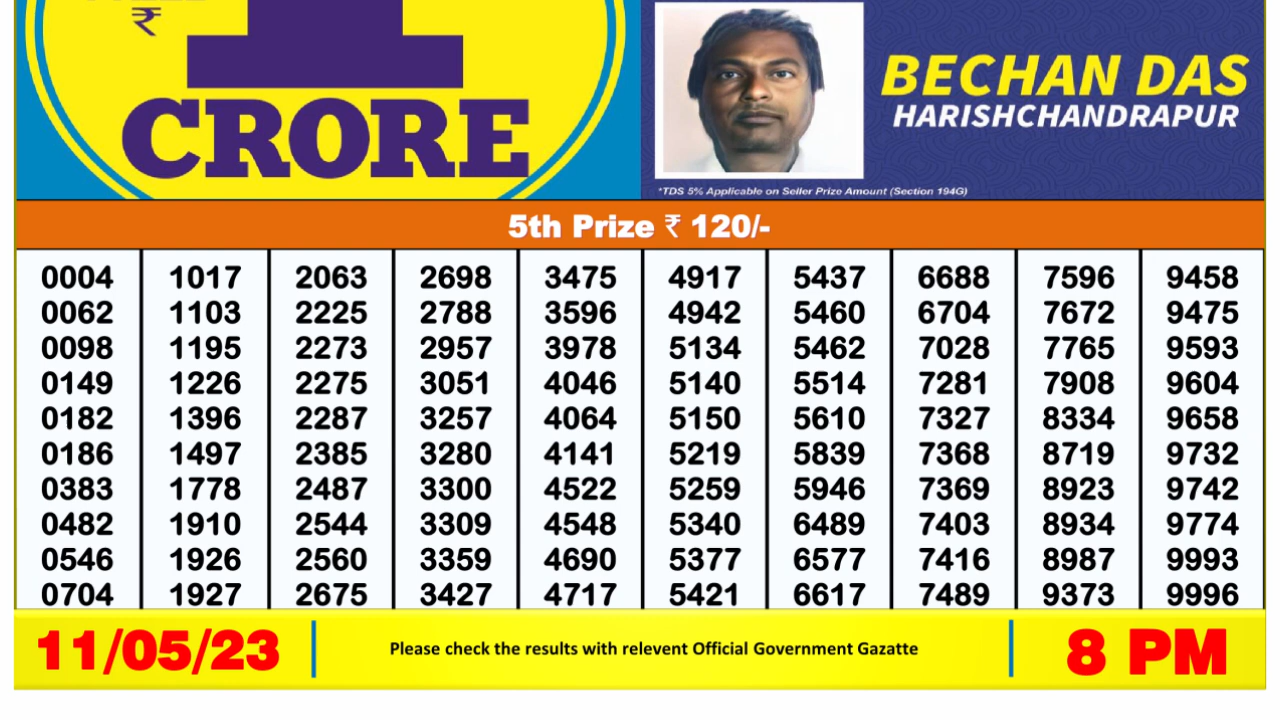 ₹
1
CRORE
BECHAN DAS
HARISHCHANDRAPUR
*TDS 5% Applicable on Seller Prize Amount (Section 194G)
5th Prize ₹ 120/-
0004 1017 2063 2698 3475 4917 5437 6688 7596 9458
0062 1103 2225 2788 3596 4942 5460 6704 7672 9475
0098 1195 2273 2957 3978 5134 5462 7028 7765 9593
0149 1226 2275 3051 4046 5140 5514 7281 7908 9604
0182 1396 2287 3257 4064 5150 5610 7327 8334 9658
0186 1497 2385 3280 4141 5219 5839 7368 8719 9732
0383 1778 2487 3300 4522 5259 5946 7369 8923 9742
0482 1910 2544 3309 4548 5340 6489 7403 8934 9774
0546 1926 2560 3359 4690 5377 6577 7416 8987 9993
0704 1927 2675 3427 4717 5421 6617 7489 9373 9996
11/05/23
Please check the results with relevent Official Government Gazatte
8 PM